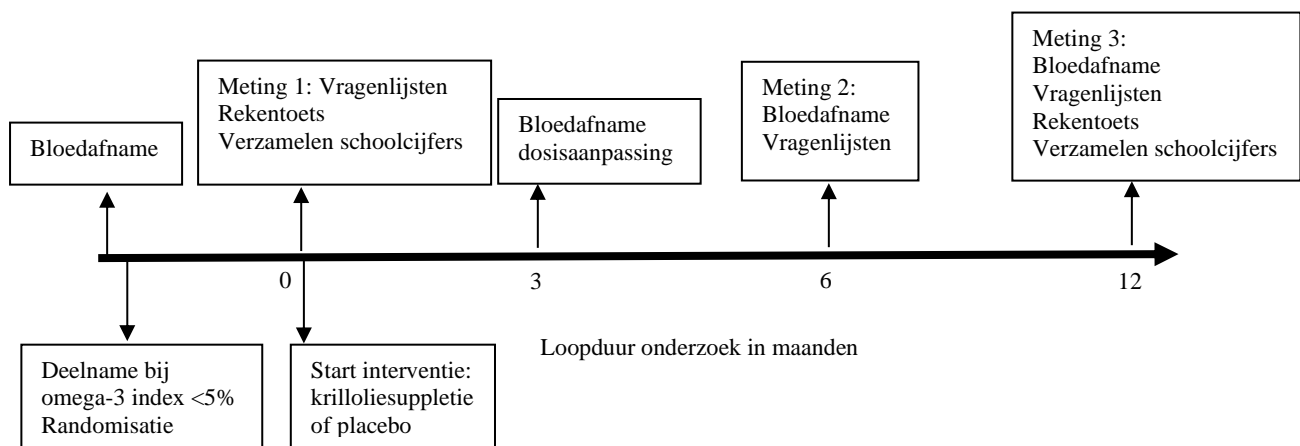 Bloedafname
Meting 1: Vragenlijsten
Rekentoets
Verzamelen schoolcijfers
Bloedafname
dosisaanpassing
Meting 2:
Bloedafname
Vragenlijsten
Meting 3:
Bloedafname
Vragenlijsten
Rekentoets
Verzamelen schoolcijfers
0
3
6
12
Deelname bij
omega-3 index <5%
Randomisatie
Start interventie:
krilloliesuppletie
of placebo
Loopduur onderzoek in maanden